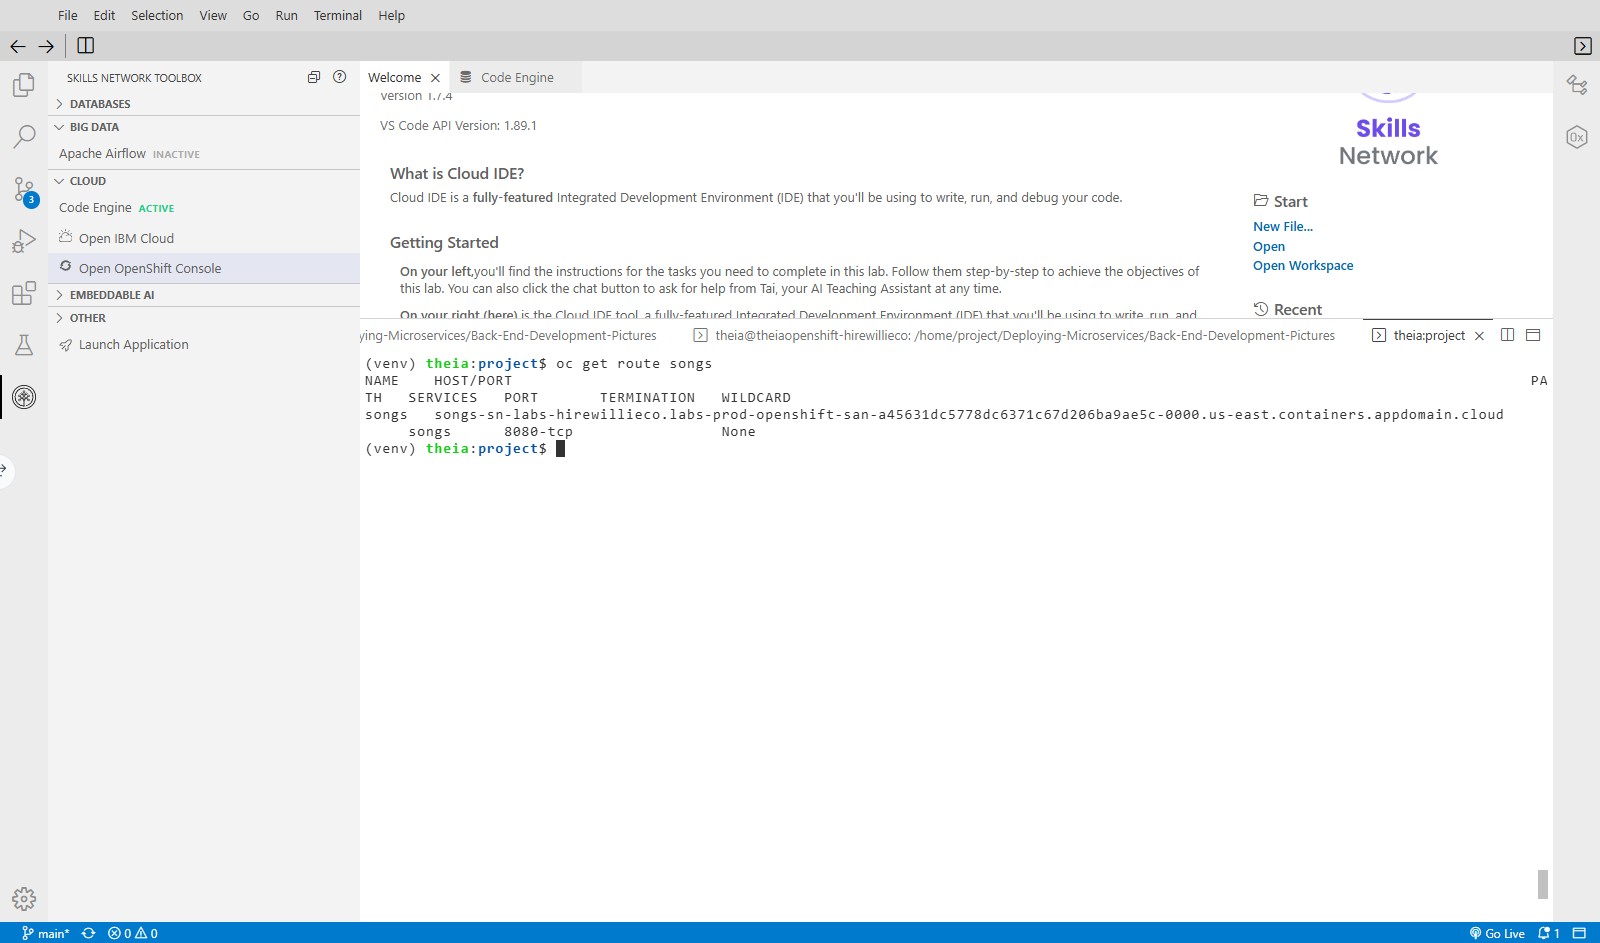 File Edit Selection View Go Run Terminal Help
SKILLS NETWORK TOOLBOX
DATABASES
BIG DATA
Apache Airflow INACTIVE
CLOUD
Code Engine ACTIVE
Open IBM Cloud
Open OpenShift Console
EMBEDDABLE AI
OTHER
Launch Application
3
Welcome
Code Engine
Version 1.7.4
VS Code API Version: 1.89.1
What is Cloud IDE?
Cloud IDE is a fully-featured Integrated Development Environment (IDE) that you'll be using to write, run, and debug your code.
Getting Started
On your left,you'll find the instructions for the tasks you need to complete in this lab. Follow them step-by-step to achieve the objectives of
this lab. You can also click the chat button to ask for help from Tai, your AI Teaching Assistant at any time.
On your right (here) is the Cloud IDE tool, a fully-featured Integrated Development Environment (IDE) that you'll be using to write, run, and
Skills
Network
Start
New File...
Open
Open Workspace
Recent
0x
ying-Microservices/Back-End-Development-Pictures
theia@theiaopenshift-hirewillieco: /home/project/Deploying-Microservices/Back-End-Development-Pictures
theia:project
(venv) theia:project$ oc get route songs
NAME HOST/PORT PA
TH SERVICES PORT TERMINATION WILDCARD
songs songs-sn-labs-hirewillieco.labs-prod-openshift-san-a45631dc5778dc6371c67d206ba9ae5c-0000.us-east.containers.appdomain.cloud
songs 8080-tcp None
(venv) theia:project$
main* 0 0
Go Live 1